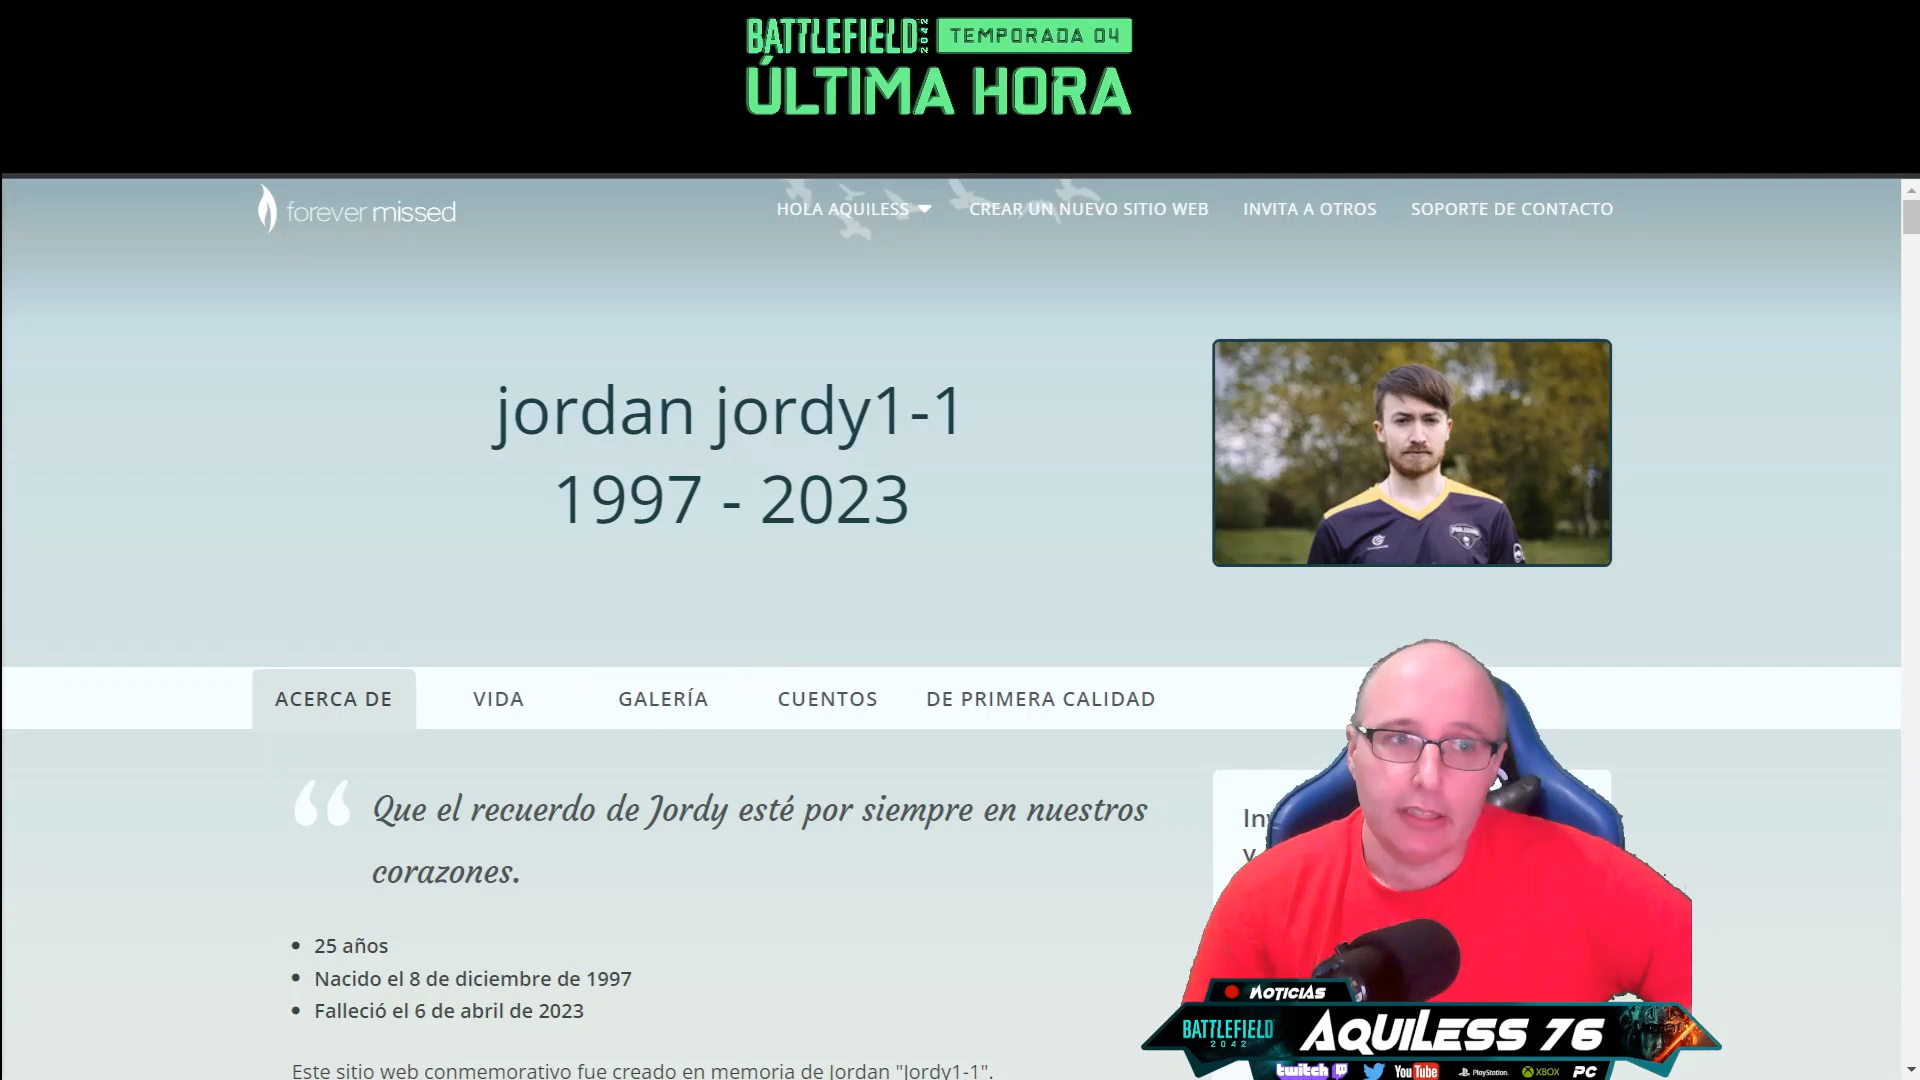 BATTLEFIELD 2042 TEMPORADA 04
ÚLTIMA HORA
forever missed
HOLA AQUILESS
CREAR UN NUEVO SITIO WEB
INVITA A OTROS
SOPORTE DE CONTACTO
jordan jordy1-1
1997 - 2023
ACERCA DE
VIDA
GALERÍA
CUENTOS
DE PRIMERA CALIDAD
Que el recuerdo de Jordy esté por siempre en nuestros
corazones.
25 años
Nacido el 8 de diciembre de 1997
Falleció el 6 de abril de 2023
Este sitio web conmemorativo fue creado en memoria de Jordan "Jordy1-1".
NOTICIAS
BATTLEFIELD
2042
AQUILESS 76
twitch
YouTube
PlayStation
XBOX
PC